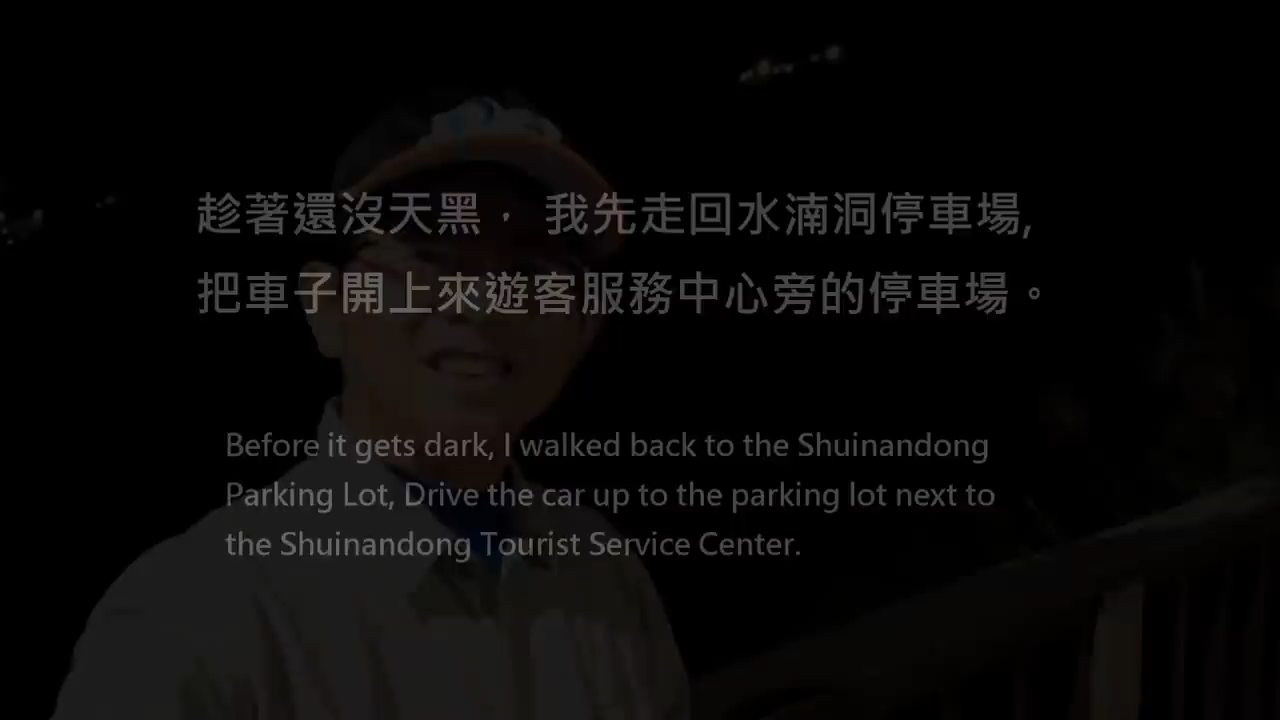 趁著還沒天黑， 我先走回水湳洞停車場,
把車子開上來遊客服務中心旁的停車場。
Before it gets dark, I walked back to the Shuinandong
Parking Lot, Drive the car up to the parking lot next to
the Shuinandong Tourist Service Center.